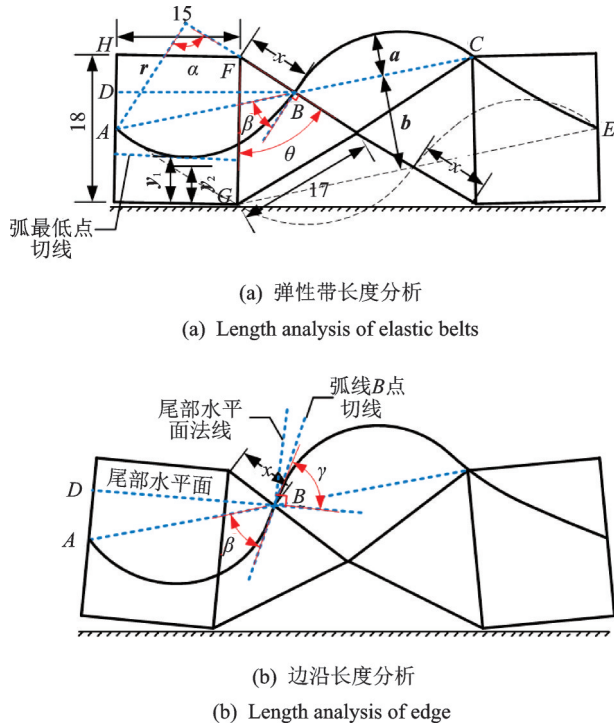 15
H
r
α
F
x
a
C
D
A
β
B
b
E
18
θ
x
y₁
y₂
G
17
弧最低点
切线
(a) 弹性带长度分析
(a) Length analysis of elastic belts
尾部水平
面法线
弧线B点
切线
尾部水平面
x
γ
D
B
A
β
(b) 边沿长度分析
(b) Length analysis of edge